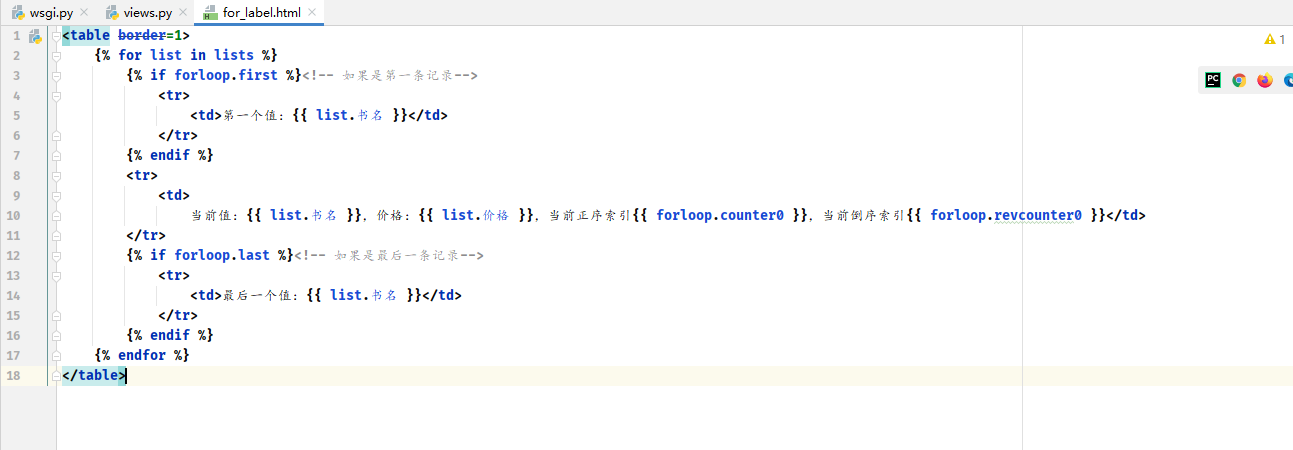 wsgi.py views.py for_label.html
1 <table border=1>
2 {% for list in lists %}
3 {% if forloop.first %}<!-- 如果是第一条记录-->
4 <tr>
5 <td>第一个值：{{ list.书名 }}</td>
6 </tr>
7 {% endif %}
8 <tr>
9 <td>
10 当前值：{{ list.书名 }}，价格：{{ list.价格 }}，当前正序索引{{ forloop.counter0 }}，当前倒序索引{{ forloop.revcounter0 }}</td>
11 </tr>
12 {% if forloop.last %}<!-- 如果是最后一条记录-->
13 <tr>
14 <td>最后一个值：{{ list.书名 }}</td>
15 </tr>
16 {% endif %}
17 {% endfor %}
18 </table>
1
PC